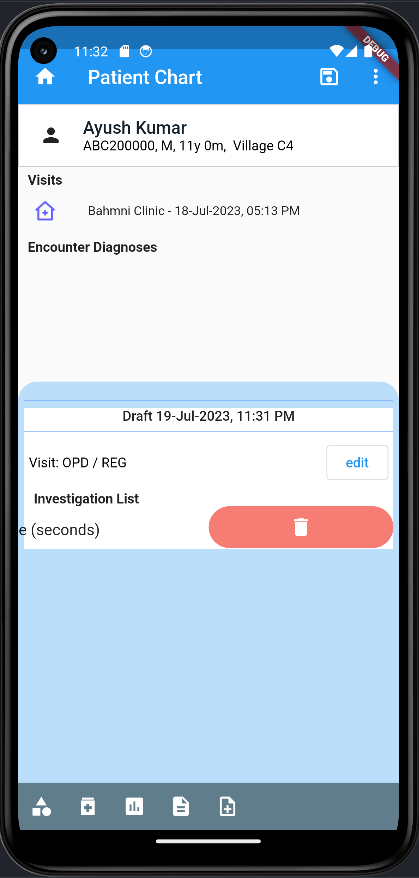 11:32
DEBUG
Patient Chart
Ayush Kumar
ABC200000, M, 11y 0m, Village C4
Visits
Bahmni Clinic - 18-Jul-2023, 05:13 PM
Encounter Diagnoses
Draft 19-Jul-2023, 11:31 PM
Visit: OPD / REG
edit
Investigation List
e (seconds)